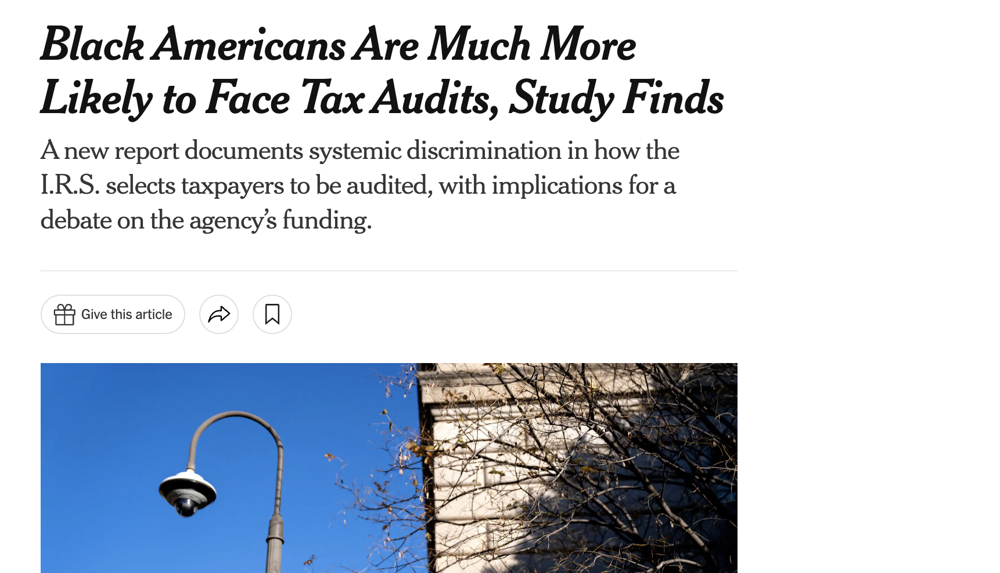 Black Americans Are Much More
Likely to Face Tax Audits, Study Finds
A new report documents systemic discrimination in how the
I.R.S. selects taxpayers to be audited, with implications for a
debate on the agency’s funding.
Give this article